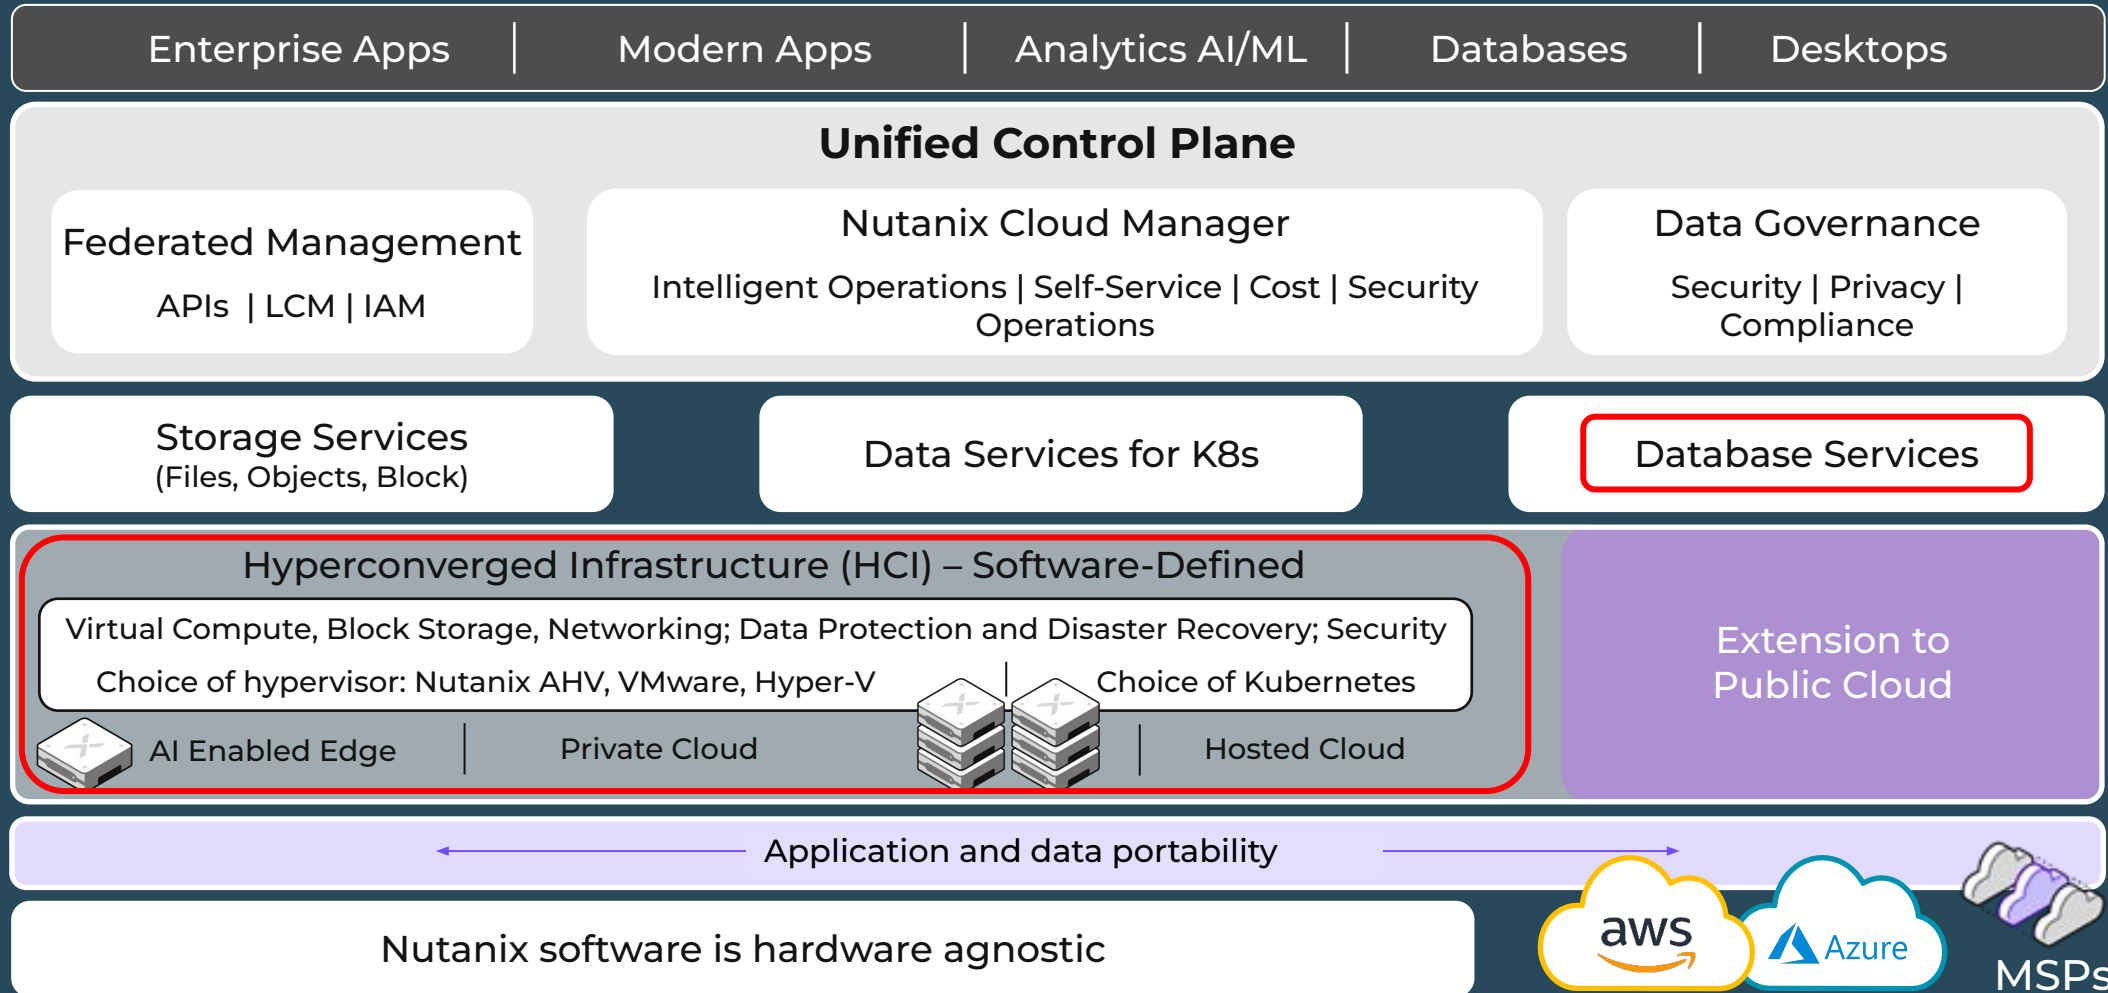 Enterprise Apps | Modern Apps | Analytics AI/ML | Databases | Desktops
Unified Control Plane
Federated Management
APIs | LCM | IAM
Nutanix Cloud Manager
Intelligent Operations | Self-Service | Cost | Security
Operations
Data Governance
Security | Privacy |
Compliance
Storage Services
(Files, Objects, Block)
Data Services for K8s
Database Services
Hyperconverged Infrastructure (HCI) – Software-Defined
Virtual Compute, Block Storage, Networking; Data Protection and Disaster Recovery; Security
Choice of hypervisor: Nutanix AHV, VMware, Hyper-V | Choice of Kubernetes
AI Enabled Edge | Private Cloud | Hosted Cloud
Extension to
Public Cloud
Application and data portability
Nutanix software is hardware agnostic
aws
Azure
MSPs